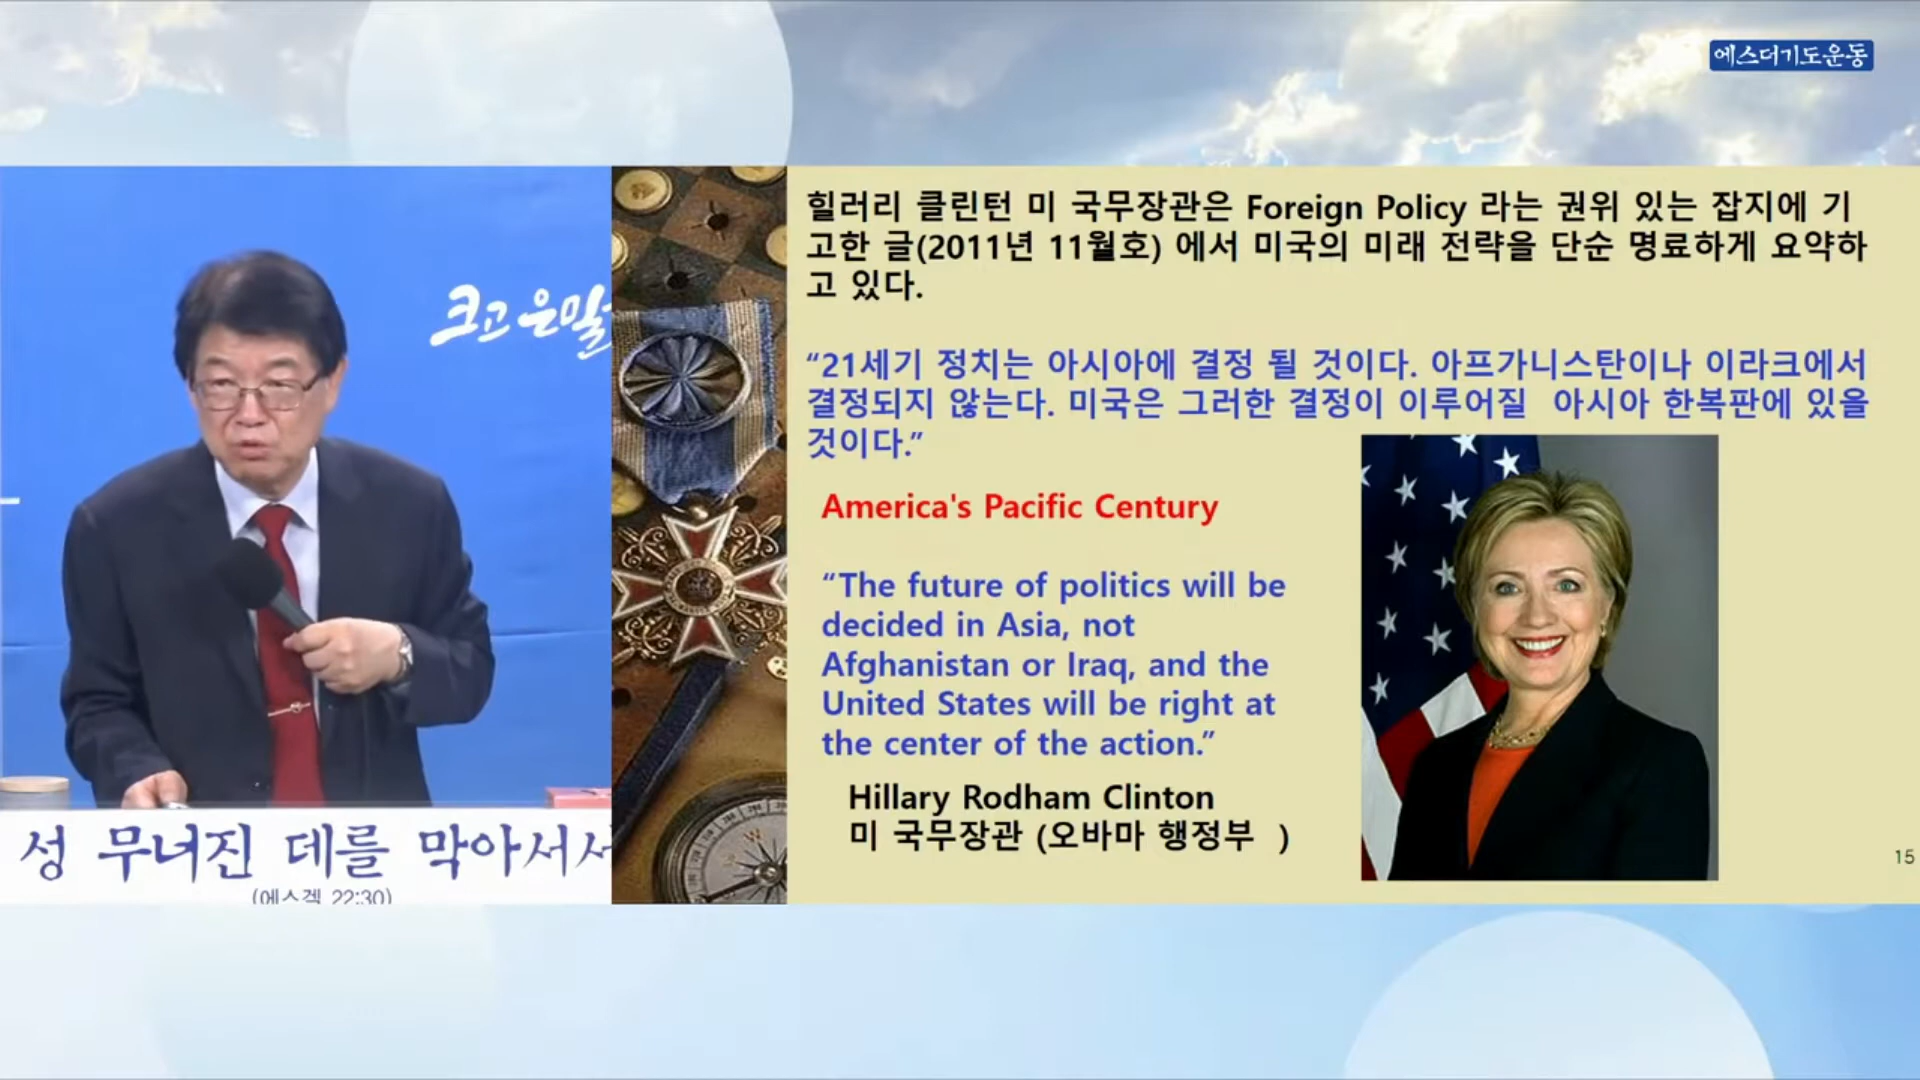 에스더기도운동
크고 은밀
힐러리 클린턴 미 국무장관은 Foreign Policy 라는 권위 있는 잡지에 기
고한 글(2011년 11월호) 에서 미국의 미래 전략을 단순 명료하게 요약하
고 있다.
“21세기 정치는 아시아에 결정 될 것이다. 아프가니스탄이나 이라크에서
결정되지 않는다. 미국은 그러한 결정이 이루어질 아시아 한복판에 있을
것이다.”
America's Pacific Century
“The future of politics will be
decided in Asia, not
Afghanistan or Iraq, and the
United States will be right at
the center of the action.”
Hillary Rodham Clinton
미 국무장관 (오바마 행정부 )
15
성 무너진 데를 막아서서
(에스겔 22:30)